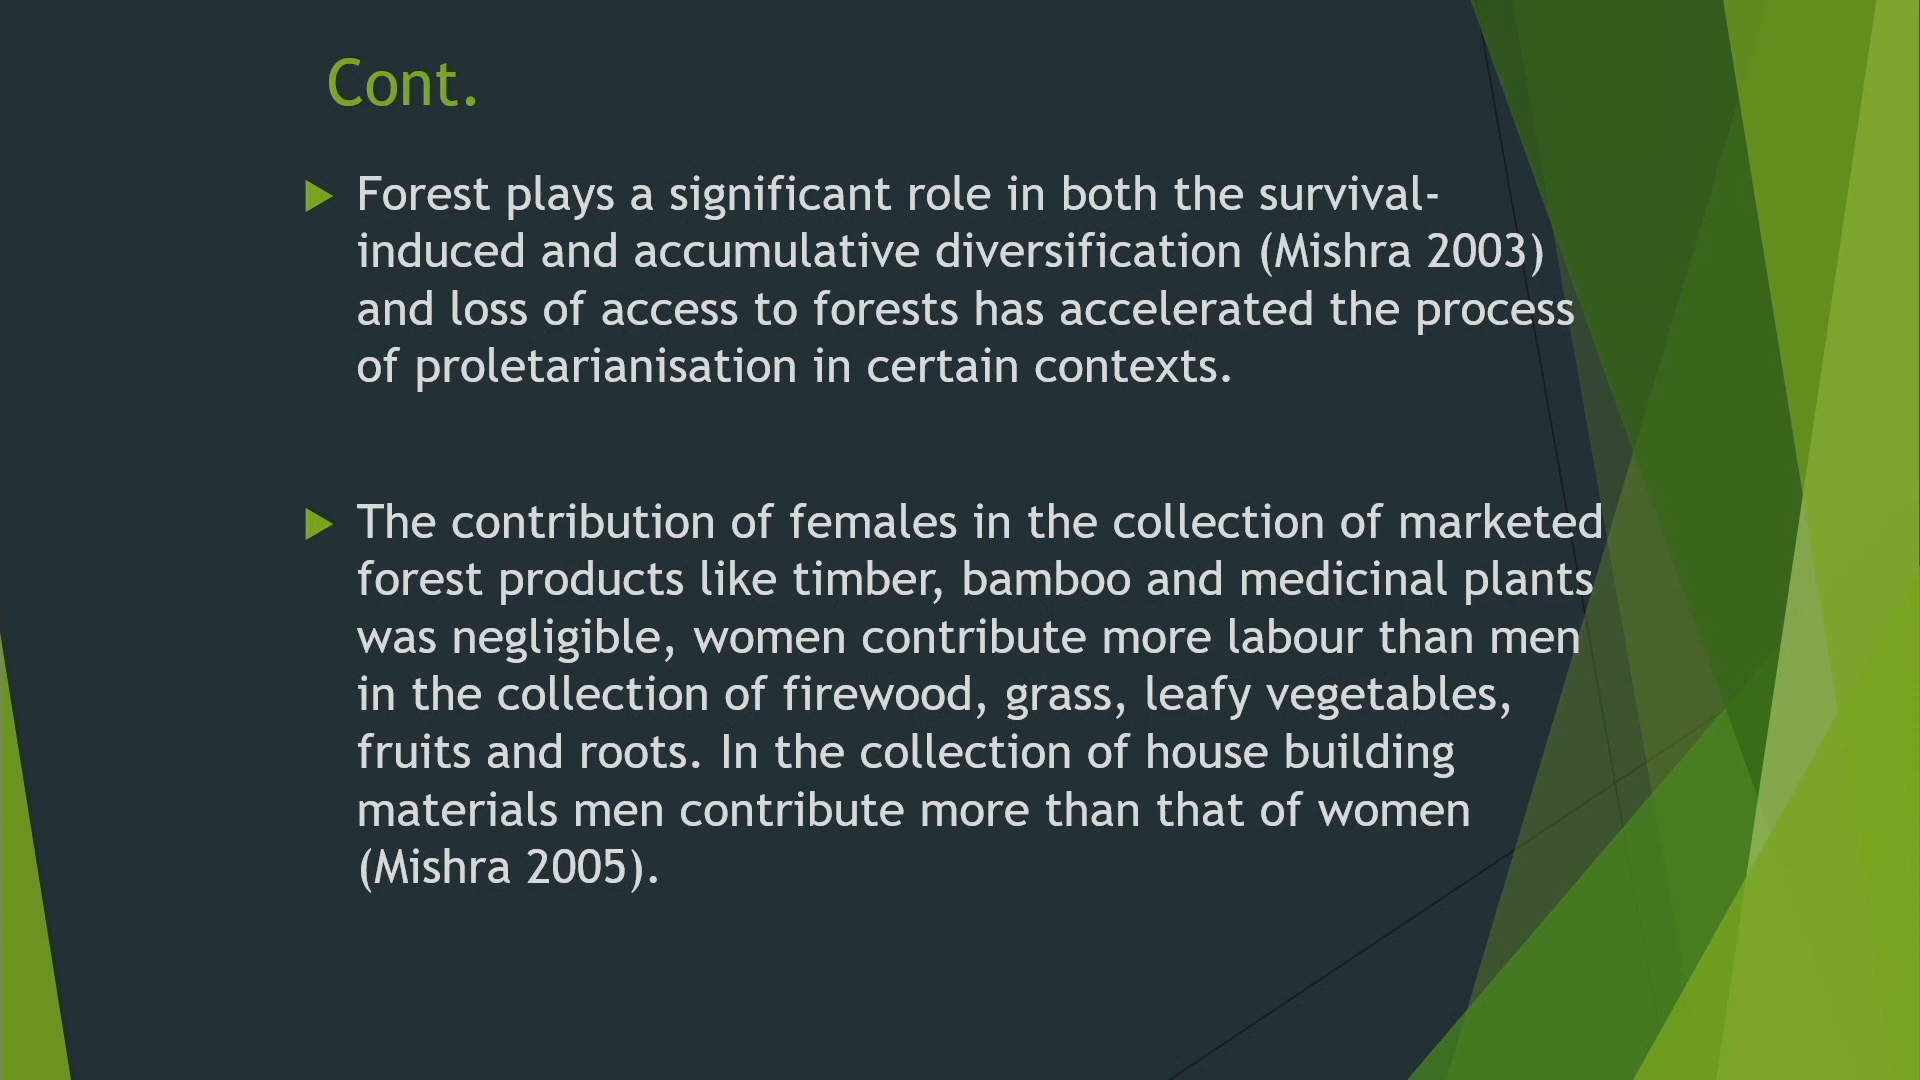 Cont.
Forest plays a significant role in both the survival-
induced and accumulative diversification (Mishra 2003)
and loss of access to forests has accelerated the process
of proletarianisation in certain contexts.
The contribution of females in the collection of marketed
forest products like timber, bamboo and medicinal plants
was negligible, women contribute more labour than men
in the collection of firewood, grass, leafy vegetables,
fruits and roots. In the collection of house building
materials men contribute more than that of women
(Mishra 2005).